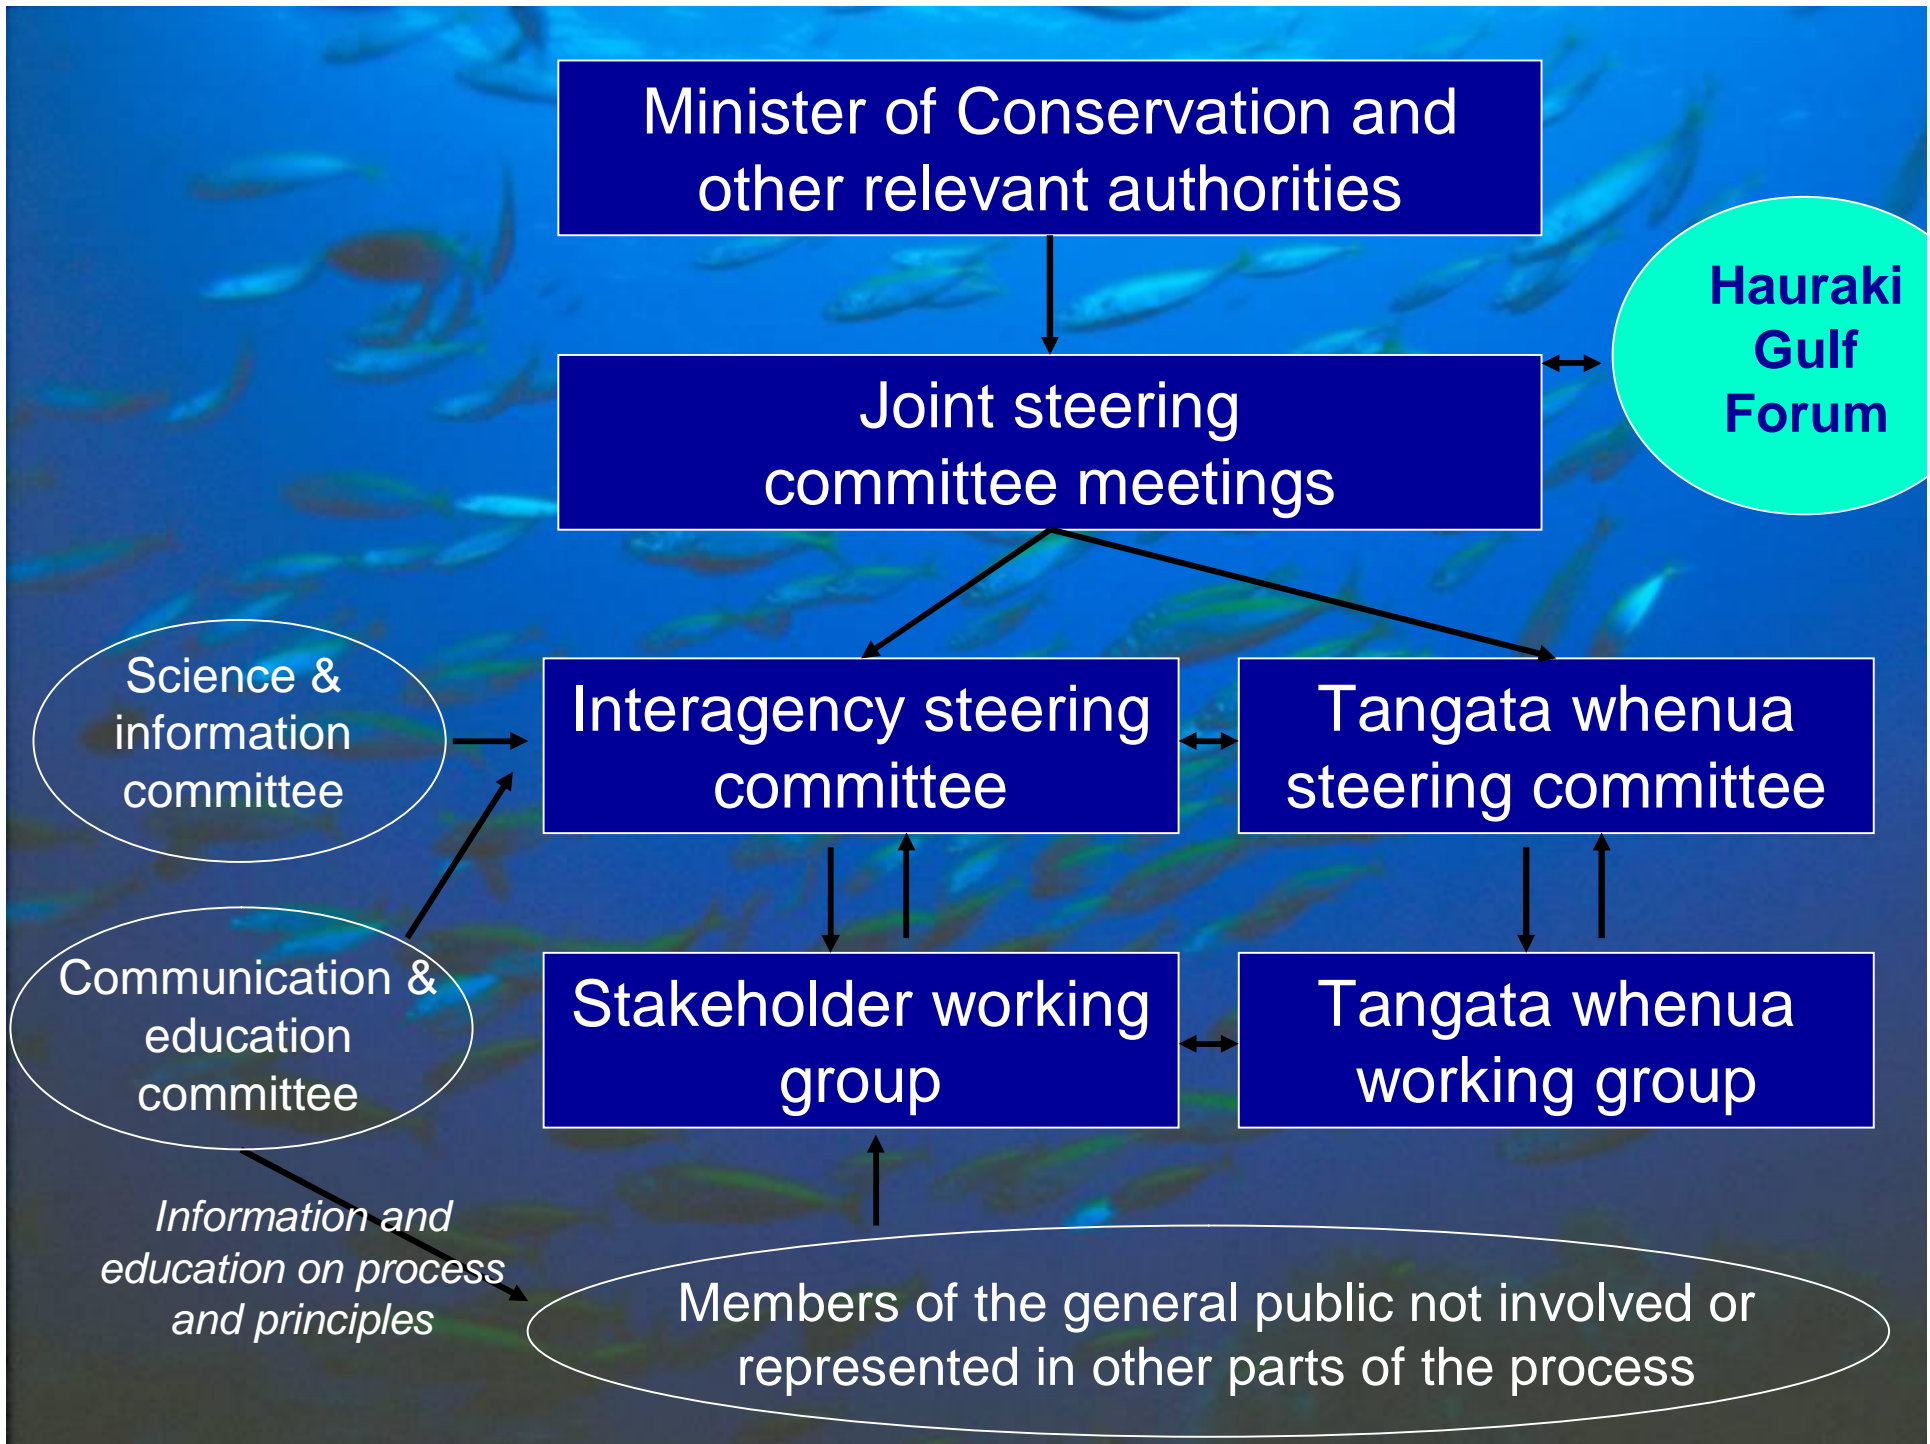 Minister of Conservation and
other relevant authorities
Hauraki
Gulf
Forum
Joint steering
committee meetings
Science &
information
committee
Interagency steering
committee
Tangata whenua
steering committee
Communication &
education
committee
Stakeholder working
group
Tangata whenua
working group
Information and
education on process
and principles
Members of the general public not involved or
represented in other parts of the process